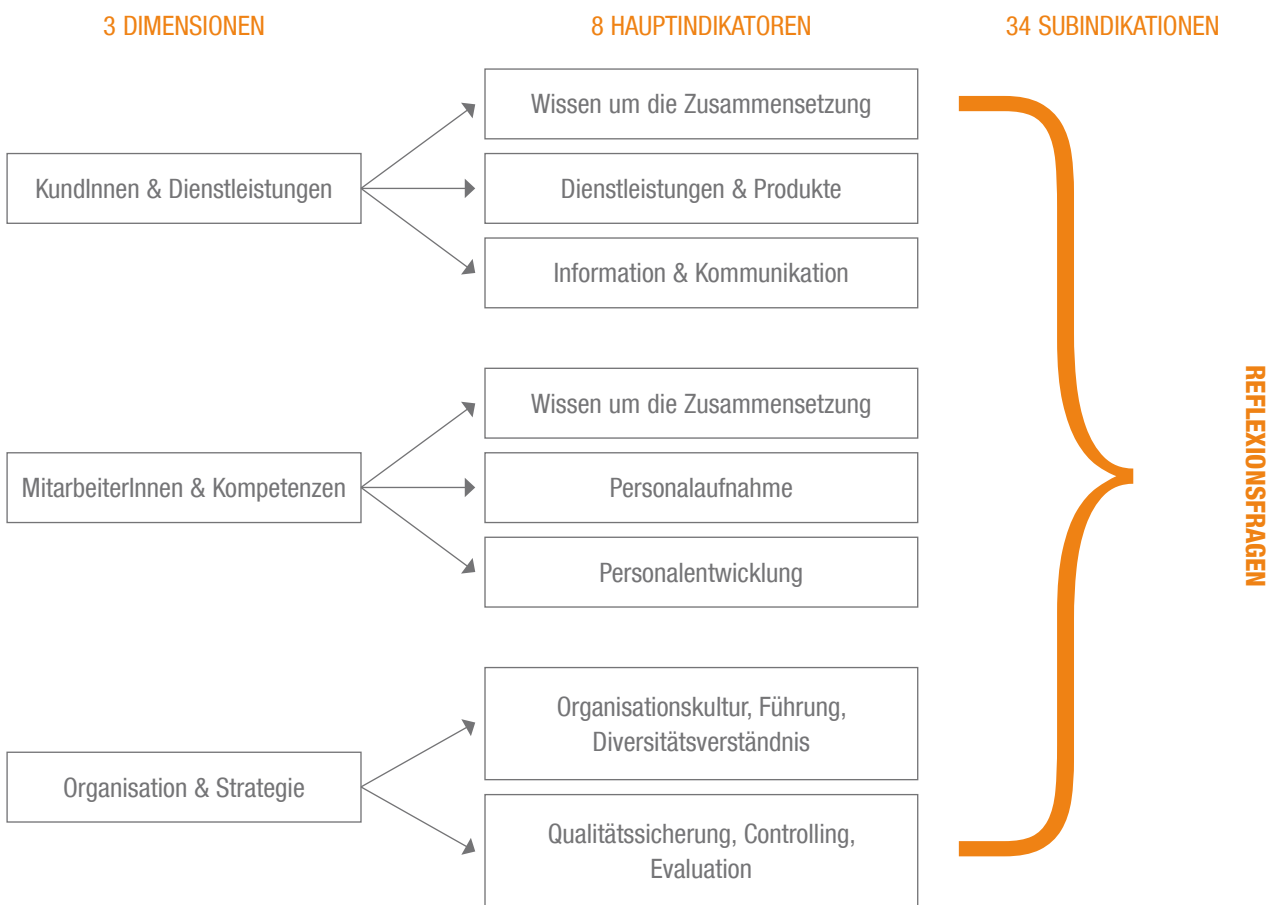 3 DIMENSIONEN
8 HAUPTINDIKATOREN
34 SUBINDIKATIONEN
KundInnen & Dienstleistungen
Wissen um die Zusammensetzung
Dienstleistungen & Produkte
Information & Kommunikation
MitarbeiterInnen & Kompetenzen
Wissen um die Zusammensetzung
Personalaufnahme
Personalentwicklung
Organisation & Strategie
Organisationskultur, Führung,
Diversitätsverständnis
Qualitätssicherung, Controlling,
Evaluation
REFLEXIONSFRAGEN